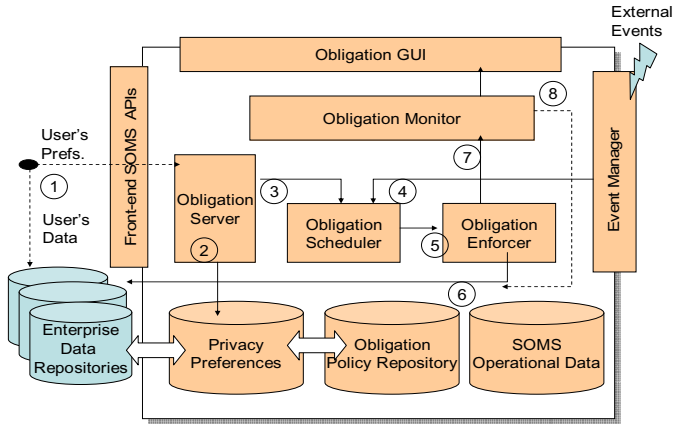 External
Events
Obligation GUI
Front-end SOMS APIs
8
Obligation Monitor
Event Manager
User's
Prefs.
7
1
3
4
Obligation
Server
User's
Data
Obligation
Scheduler
5
Obligation
Enforcer
2
6
Enterprise
Data
Repositories
Privacy
Preferences
Obligation
Policy Repository
SOMS
Operational Data